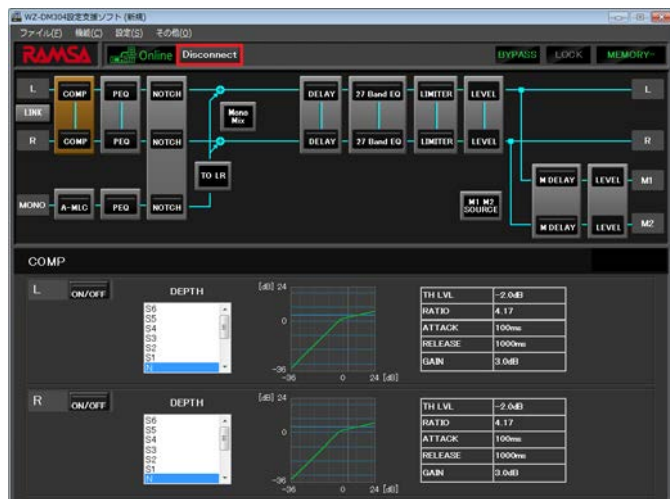 WZ-DM304設定支援ソフト (新規)
ファイル(F) 機能(C) 設定(S) その他(O)
RAMSA Online Disconnect BYPASS LOCK MEMORY--
L COMP PEQ NOTCH DELAY 27 Band EQ LIMITER LEVEL L
LINK
Mono Mix
R COMP PEQ NOTCH DELAY 27 Band EQ LIMITER LEVEL R
TO LR
M DELAY LEVEL M1
MONO A-MLC PEQ NOTCH
M1 M2 SOURCE
M DELAY LEVEL M2
COMP
L ON/OFF DEPTH
S6
S5
S4
S3
S2
S1
N
[dB] 24
0
-36
-36 0 24 [dB]
TH LVL -2.0dB
RATIO 4.17
ATTACK 100ms
RELEASE 1000ms
GAIN 3.0dB
R ON/OFF DEPTH
S6
S5
S4
S3
S2
S1
N
[dB] 24
0
-36
-36 0 24 [dB]
TH LVL -2.0dB
RATIO 4.17
ATTACK 100ms
RELEASE 1000ms
GAIN 3.0dB